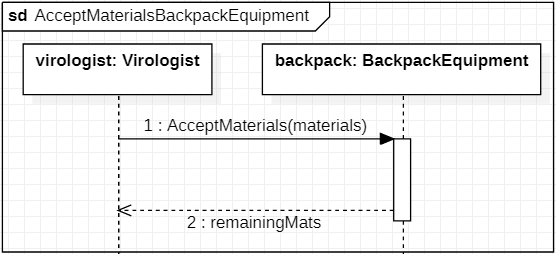 sd AcceptMaterialsBackpackEquipment
virologist: Virologist
backpack: BackpackEquipment
1 : AcceptMaterials(materials)
2 : remainingMats